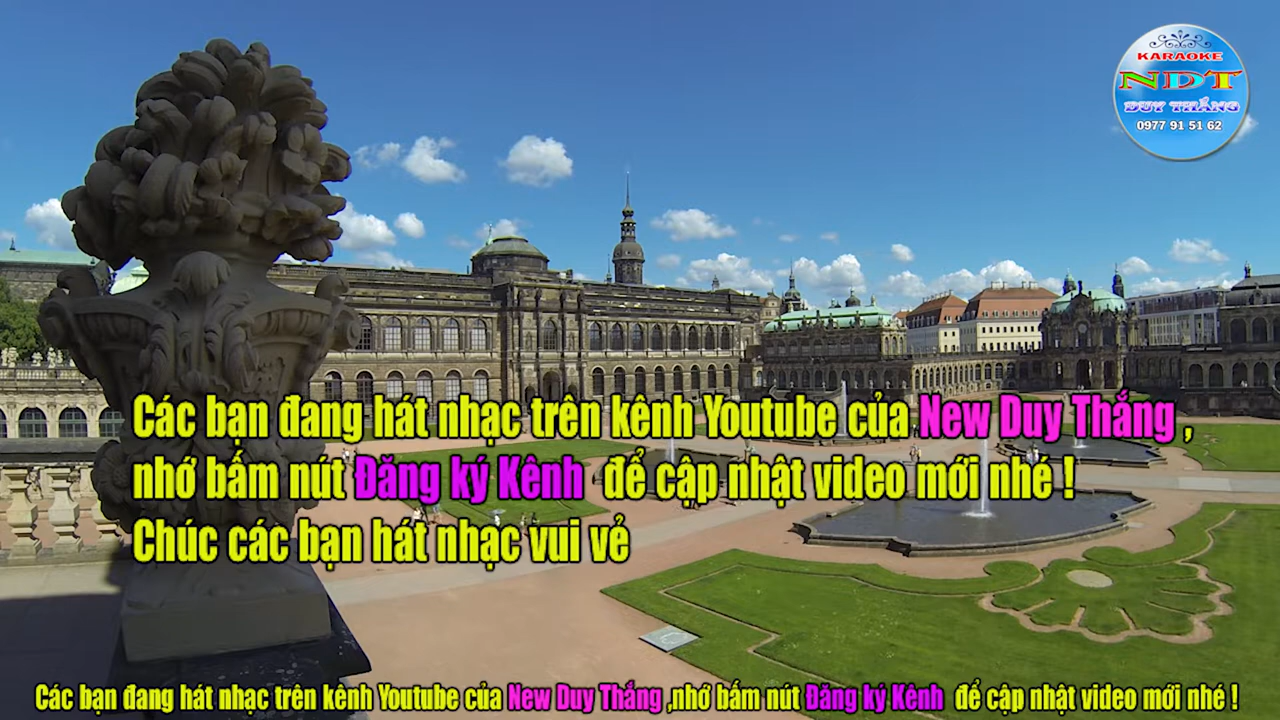 KARAOKE
NDT
DUY THẮNG
0977 91 51 62
Các bạn đang hát nhạc trên kênh Youtube của New Duy Thắng ,
nhớ bấm nút Đăng ký Kênh để cập nhật video mới nhé !
Chúc các bạn hát nhạc vui vẻ
Các bạn đang hát nhạc trên kênh Youtube của New Duy Thắng ,nhớ bấm nút Đăng ký Kênh để cập nhật video mới nhé !